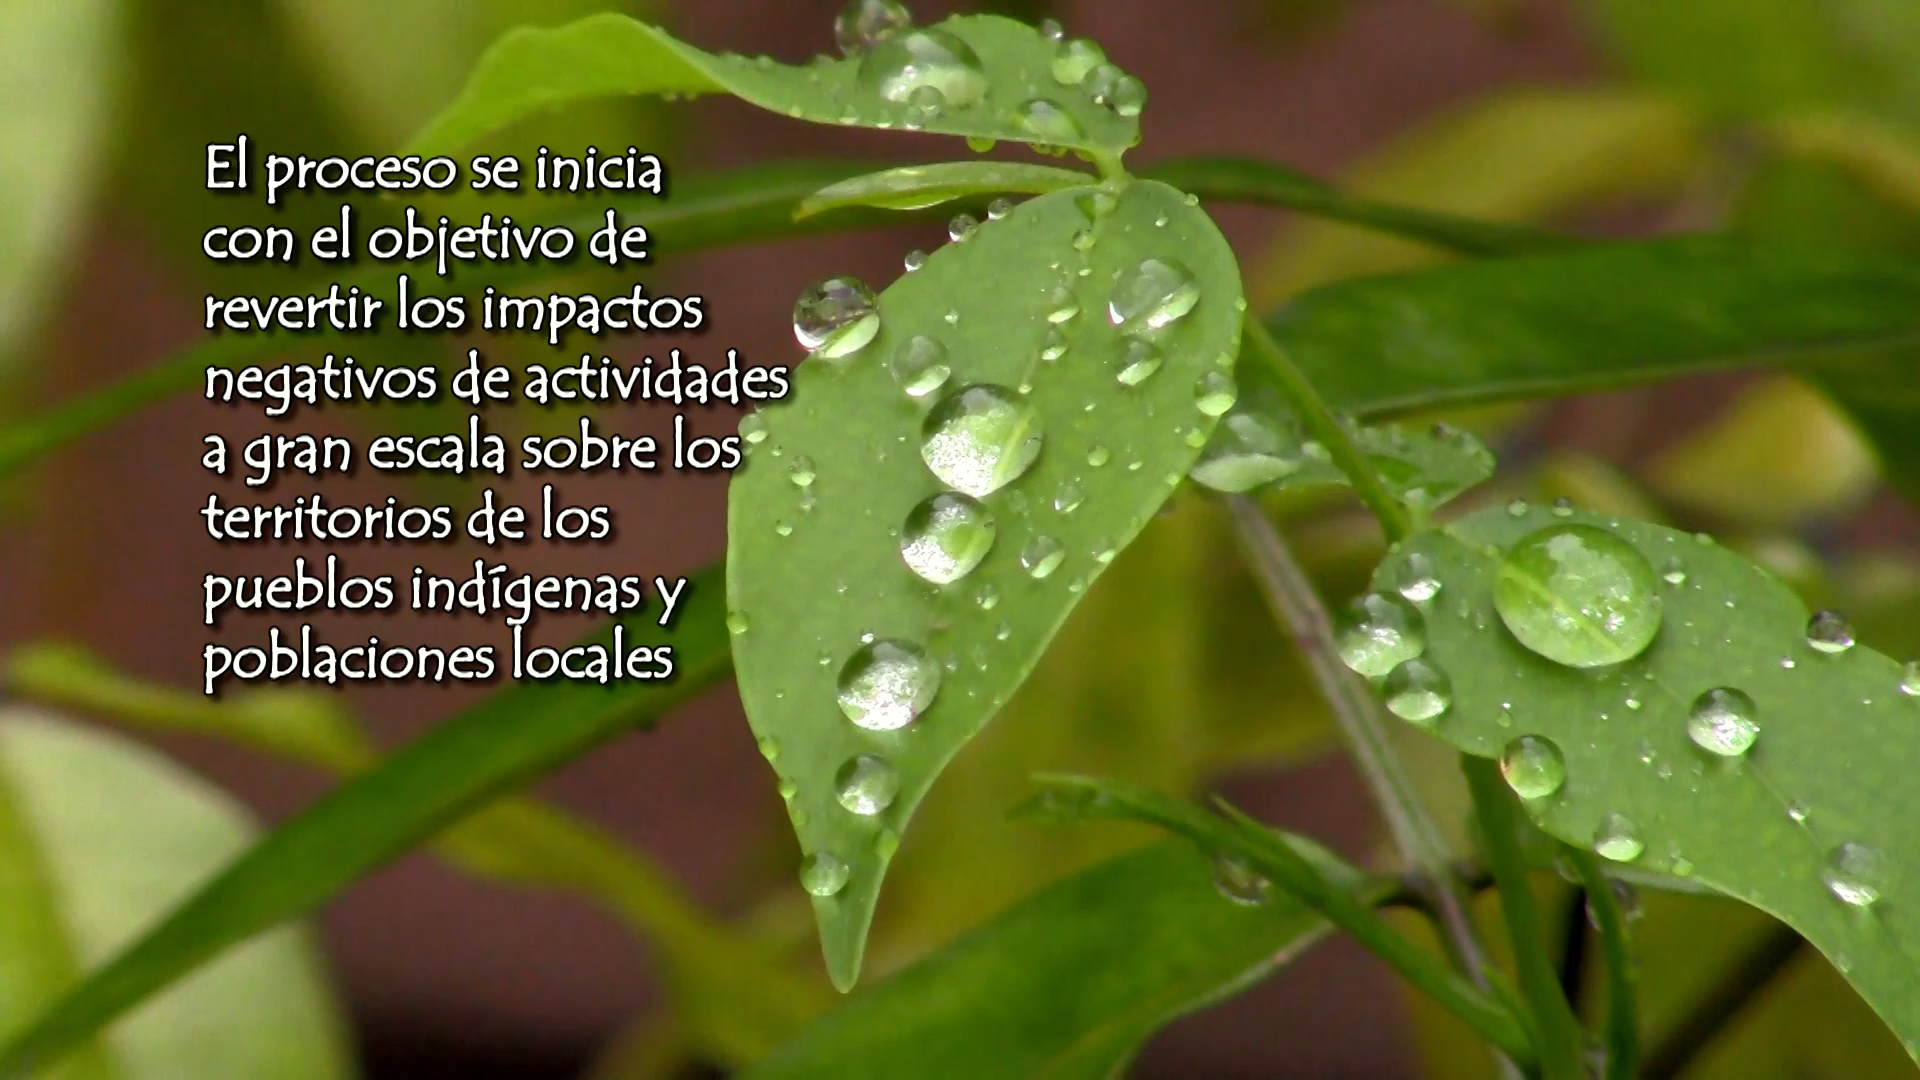 El proceso se inicia
con el objetivo de
revertir los impactos
negativos de actividades
a gran escala sobre los
territorios de los
pueblos indígenas y
poblaciones locales